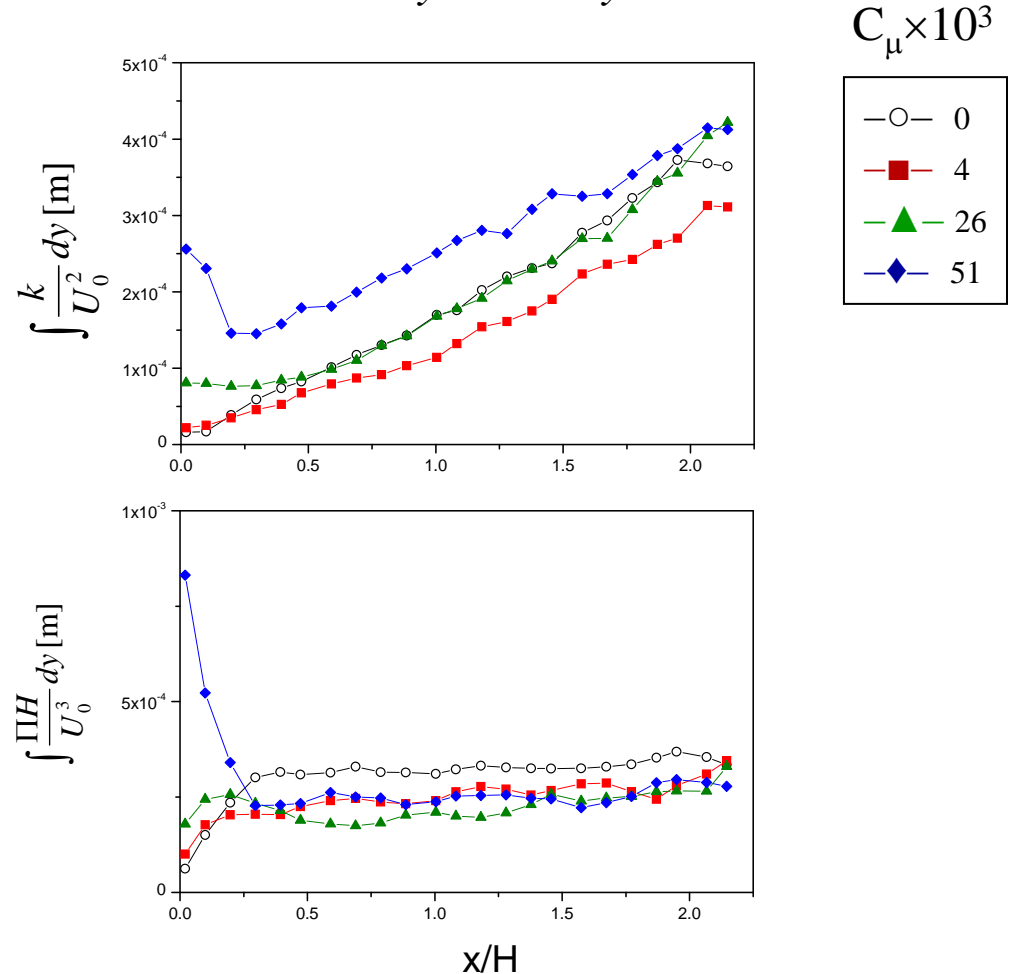 C_μ×10³
0
4
26
51
5x10⁻⁴
4x10⁻⁴
3x10⁻⁴
2x10⁻⁴
1x10⁻⁴
0
0.0 0.5 1.0 1.5 2.0
∫ k/U₀² dy [m]
1x10⁻³
5x10⁻⁴
0
0.0 0.5 1.0 1.5 2.0
∫ ΠH/U₀³ dy [m]
x/H